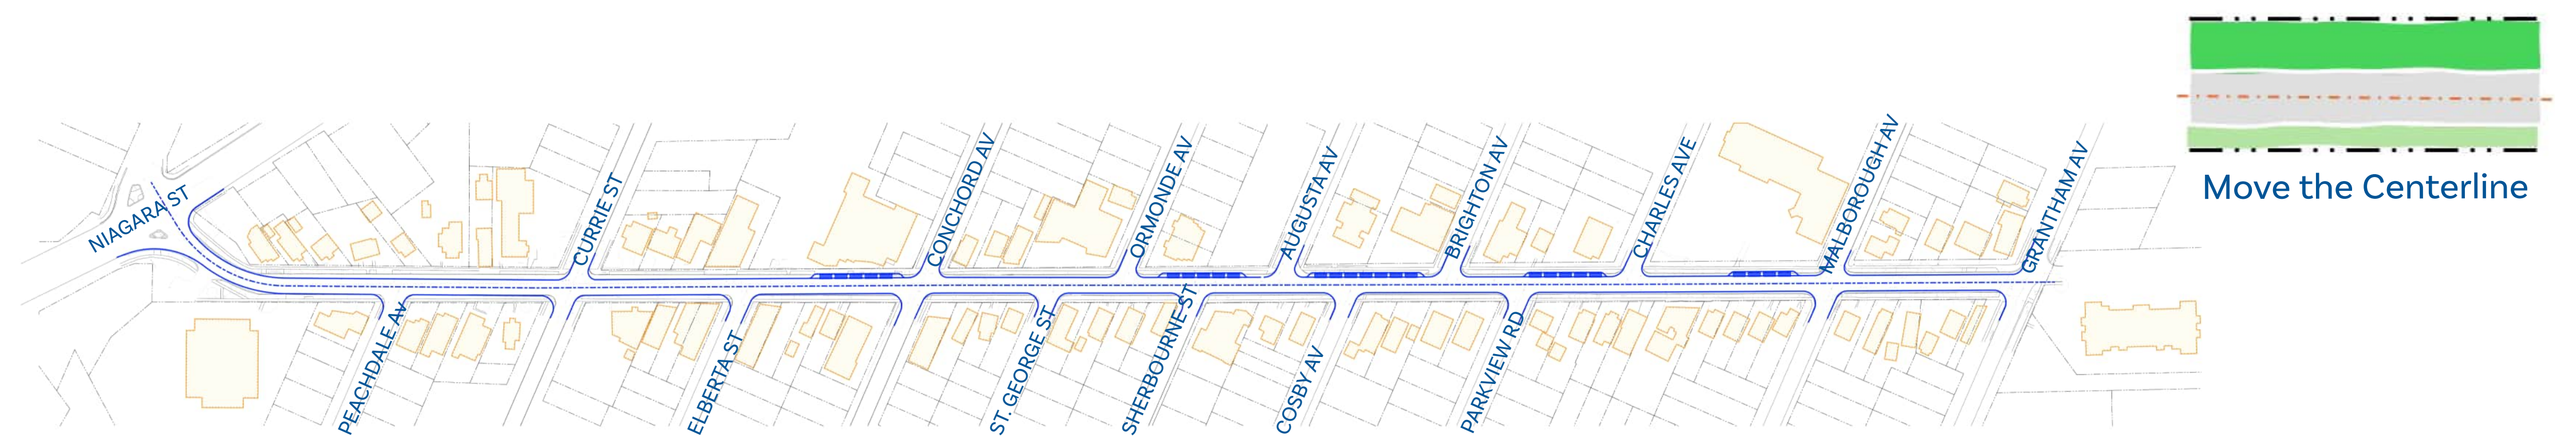 NIAGARA ST
CURRIE ST
CONCHORD AV
ORMONDE AV
AUGUSTA AV
BRIGHTON AV
CHARLES AVE
MALBOROUGH AV
GRANTHAM AV
Move the Centerline
PEACHDALE AV
ELBERTA ST
ST. GEORGE ST
SHERBOURNE ST
COSBY AV
PARKVIEW RD